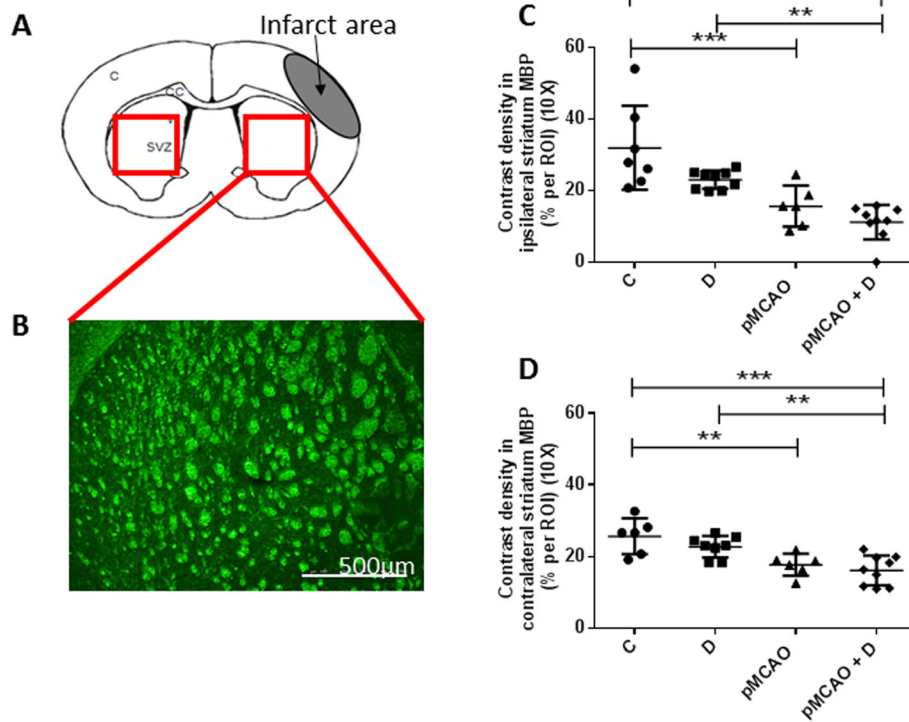 A
Infarct area
C
CC
SVZ
B
500µm
C
**
***
Contrast density in
ipsilateral striatum MBP
(% per ROI) (10X)
60
40
20
0
C
D
pMCAO
pMCAO + D
D
***
**
**
Contrast density in
contralateral striatum MBP
(% per ROI) (10X)
60
40
20
0
C
D
pMCAO
pMCAO + D